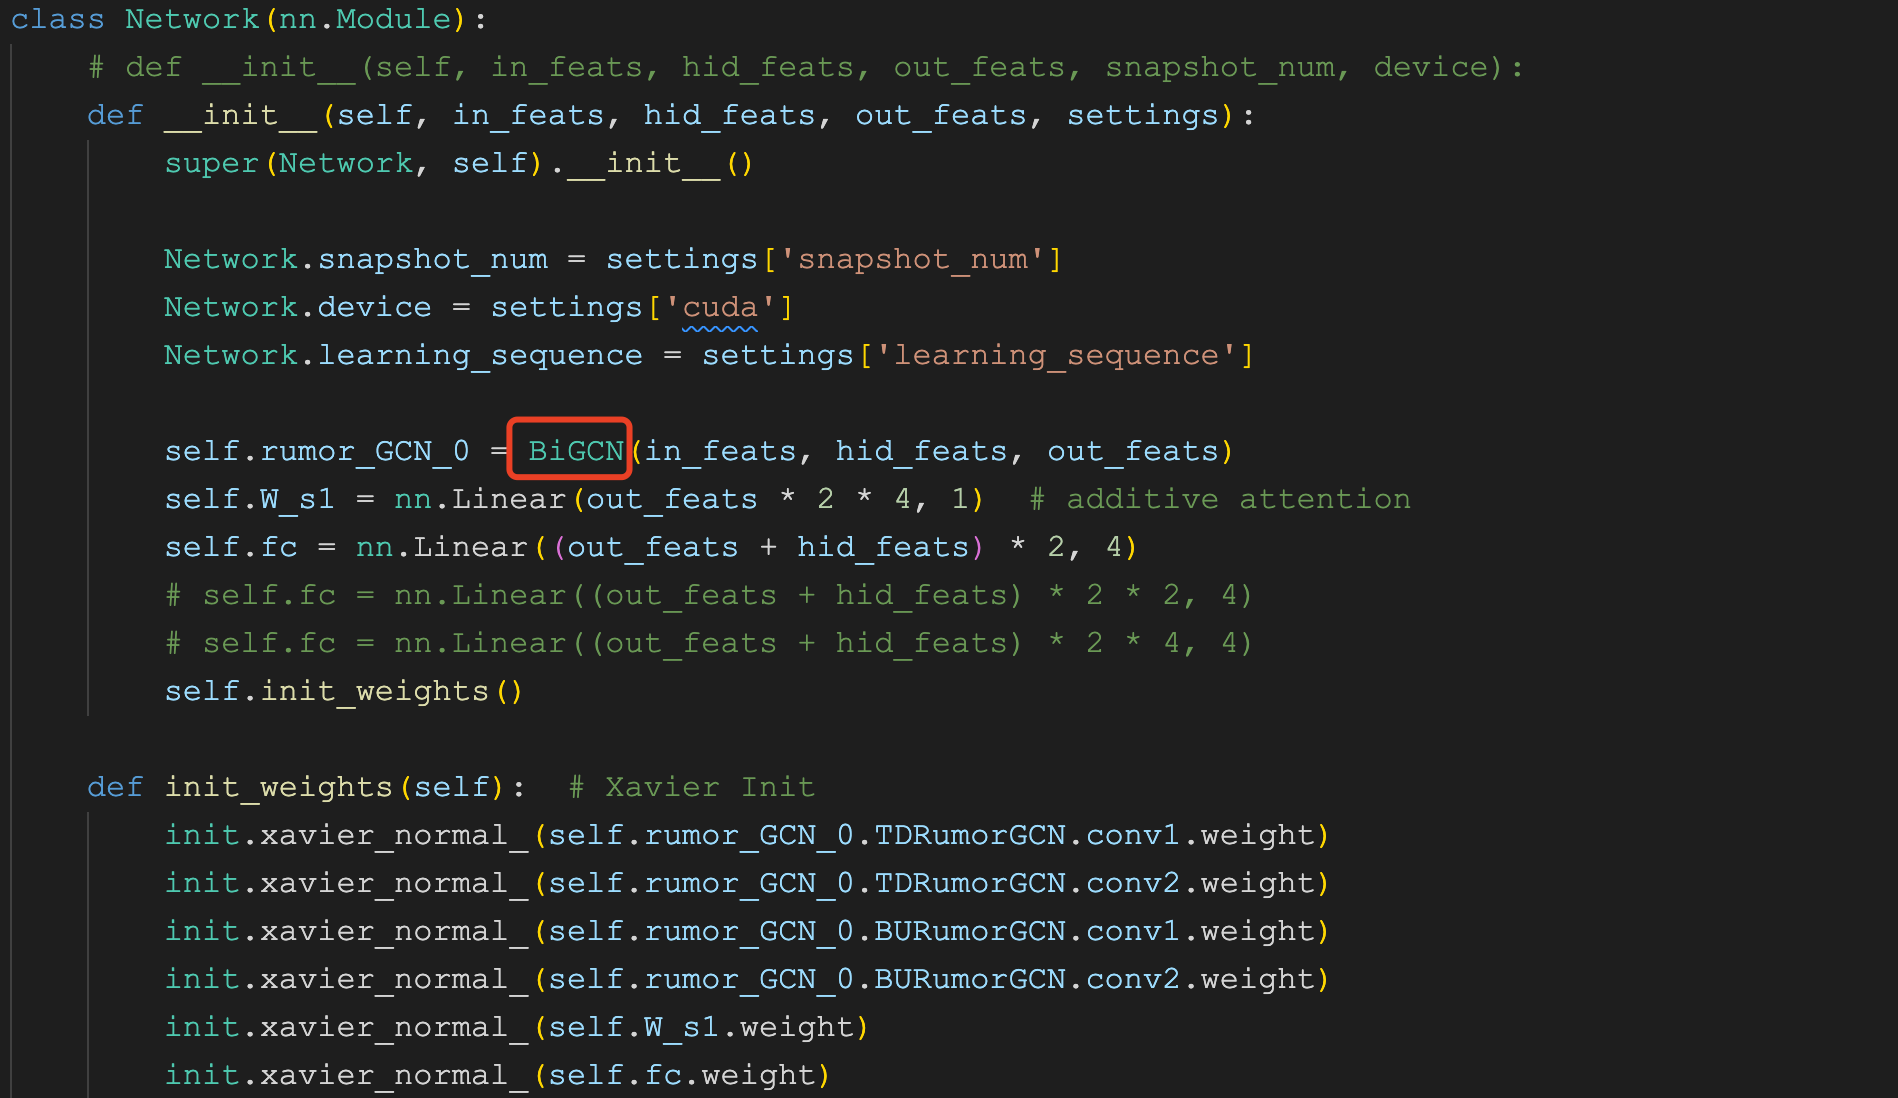 class Network(nn.Module):
    # def __init__(self, in_feats, hid_feats, out_feats, snapshot_num, device):
    def __init__(self, in_feats, hid_feats, out_feats, settings):
        super(Network, self).__init__()

        Network.snapshot_num = settings['snapshot_num']
        Network.device = settings['cuda']
        Network.learning_sequence = settings['learning_sequence']

        self.rumor_GCN_0 = BiGCN(in_feats, hid_feats, out_feats)
        self.W_s1 = nn.Linear(out_feats * 2 * 4, 1)  # additive attention
        self.fc = nn.Linear((out_feats + hid_feats) * 2, 4)
        # self.fc = nn.Linear((out_feats + hid_feats) * 2 * 2, 4)
        # self.fc = nn.Linear((out_feats + hid_feats) * 2 * 4, 4)
        self.init_weights()

    def init_weights(self):  # Xavier Init
        init.xavier_normal_(self.rumor_GCN_0.TDRumorGCN.conv1.weight)
        init.xavier_normal_(self.rumor_GCN_0.TDRumorGCN.conv2.weight)
        init.xavier_normal_(self.rumor_GCN_0.BURumorGCN.conv1.weight)
        init.xavier_normal_(self.rumor_GCN_0.BURumorGCN.conv2.weight)
        init.xavier_normal_(self.W_s1.weight)
        init.xavier_normal_(self.fc.weight)